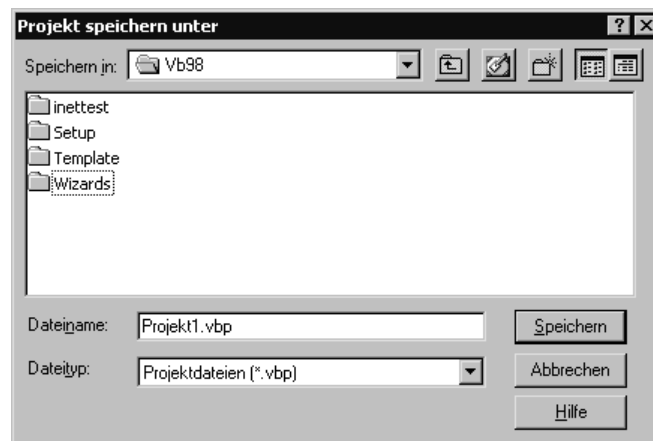 Projekt speichern unter
Speichern in: Vb98
inettest
Setup
Template
Wizards
Dateiname: Projekt1.vbp Speichern
Dateityp: Projektdateien (*.vbp) Abbrechen
Hilfe